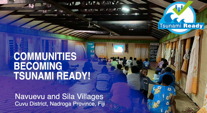 Tsunami Ready
COMMUNITIES
BECOMING
TSUNAMI READY!
Navuevu and Sila Villages
Cuvu District, Nadroga Province, Fiji